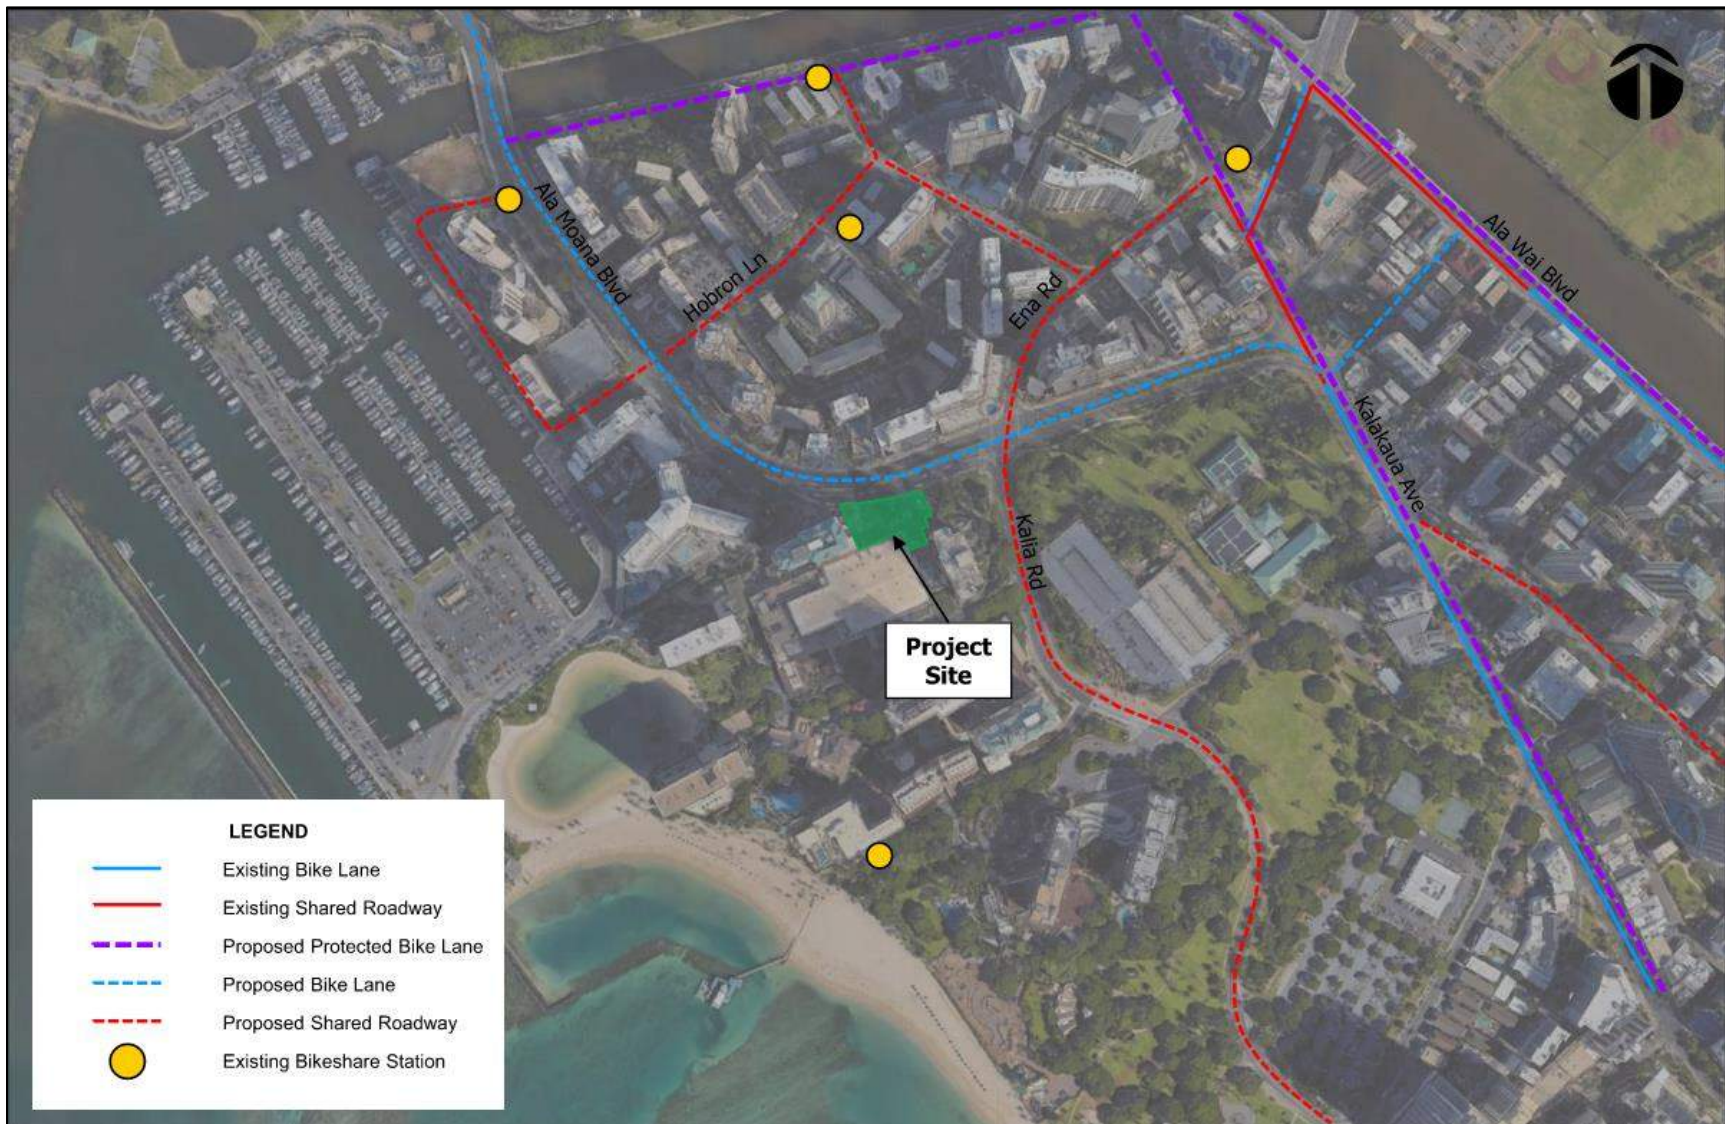 Ala Moana Blvd
Hobron Ln
Ena Rd
Ala Wai Blvd
Kalakaua Ave
Kalia Rd
Project
Site
LEGEND
Existing Bike Lane
Existing Shared Roadway
Proposed Protected Bike Lane
Proposed Bike Lane
Proposed Shared Roadway
Existing Bikeshare Station